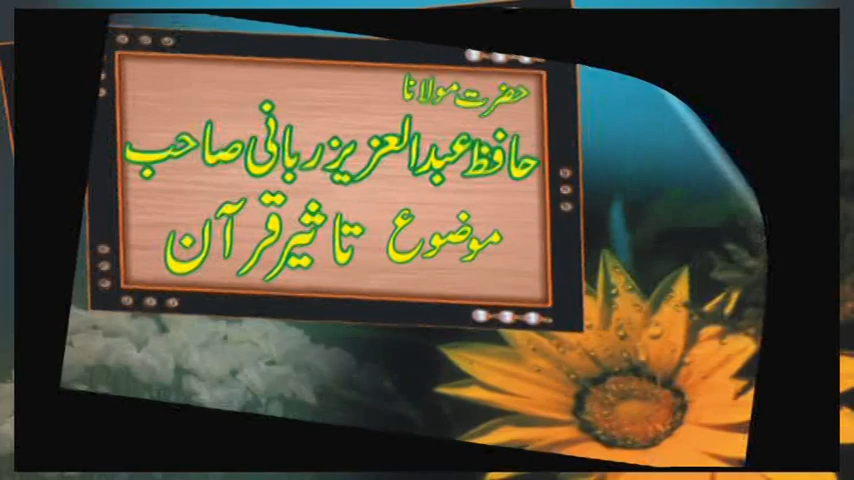 حضرت مولانا
حافظ عبدالعزیز ربانی صاحب
موضوع تاثیر قرآن